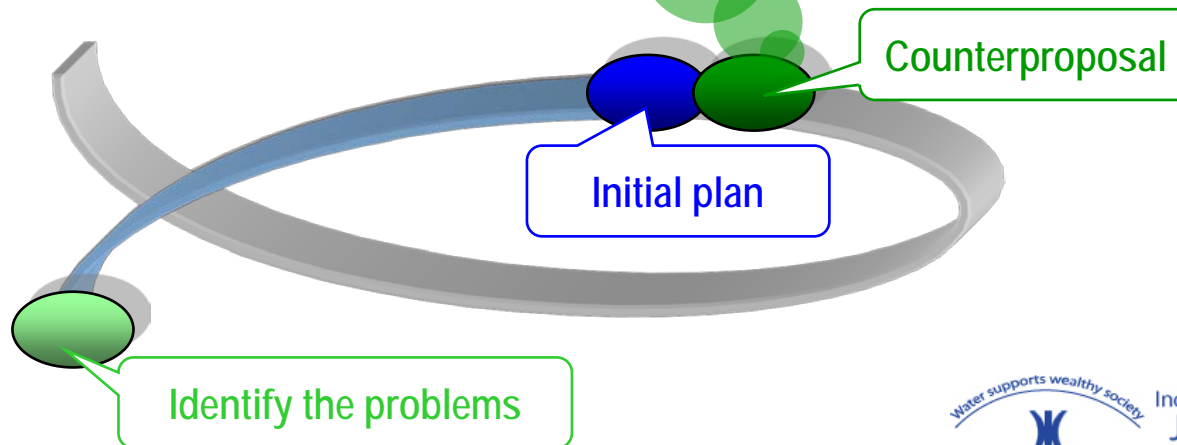 Counterproposal
Initial plan
Identify the problems
Water supports wealthy society